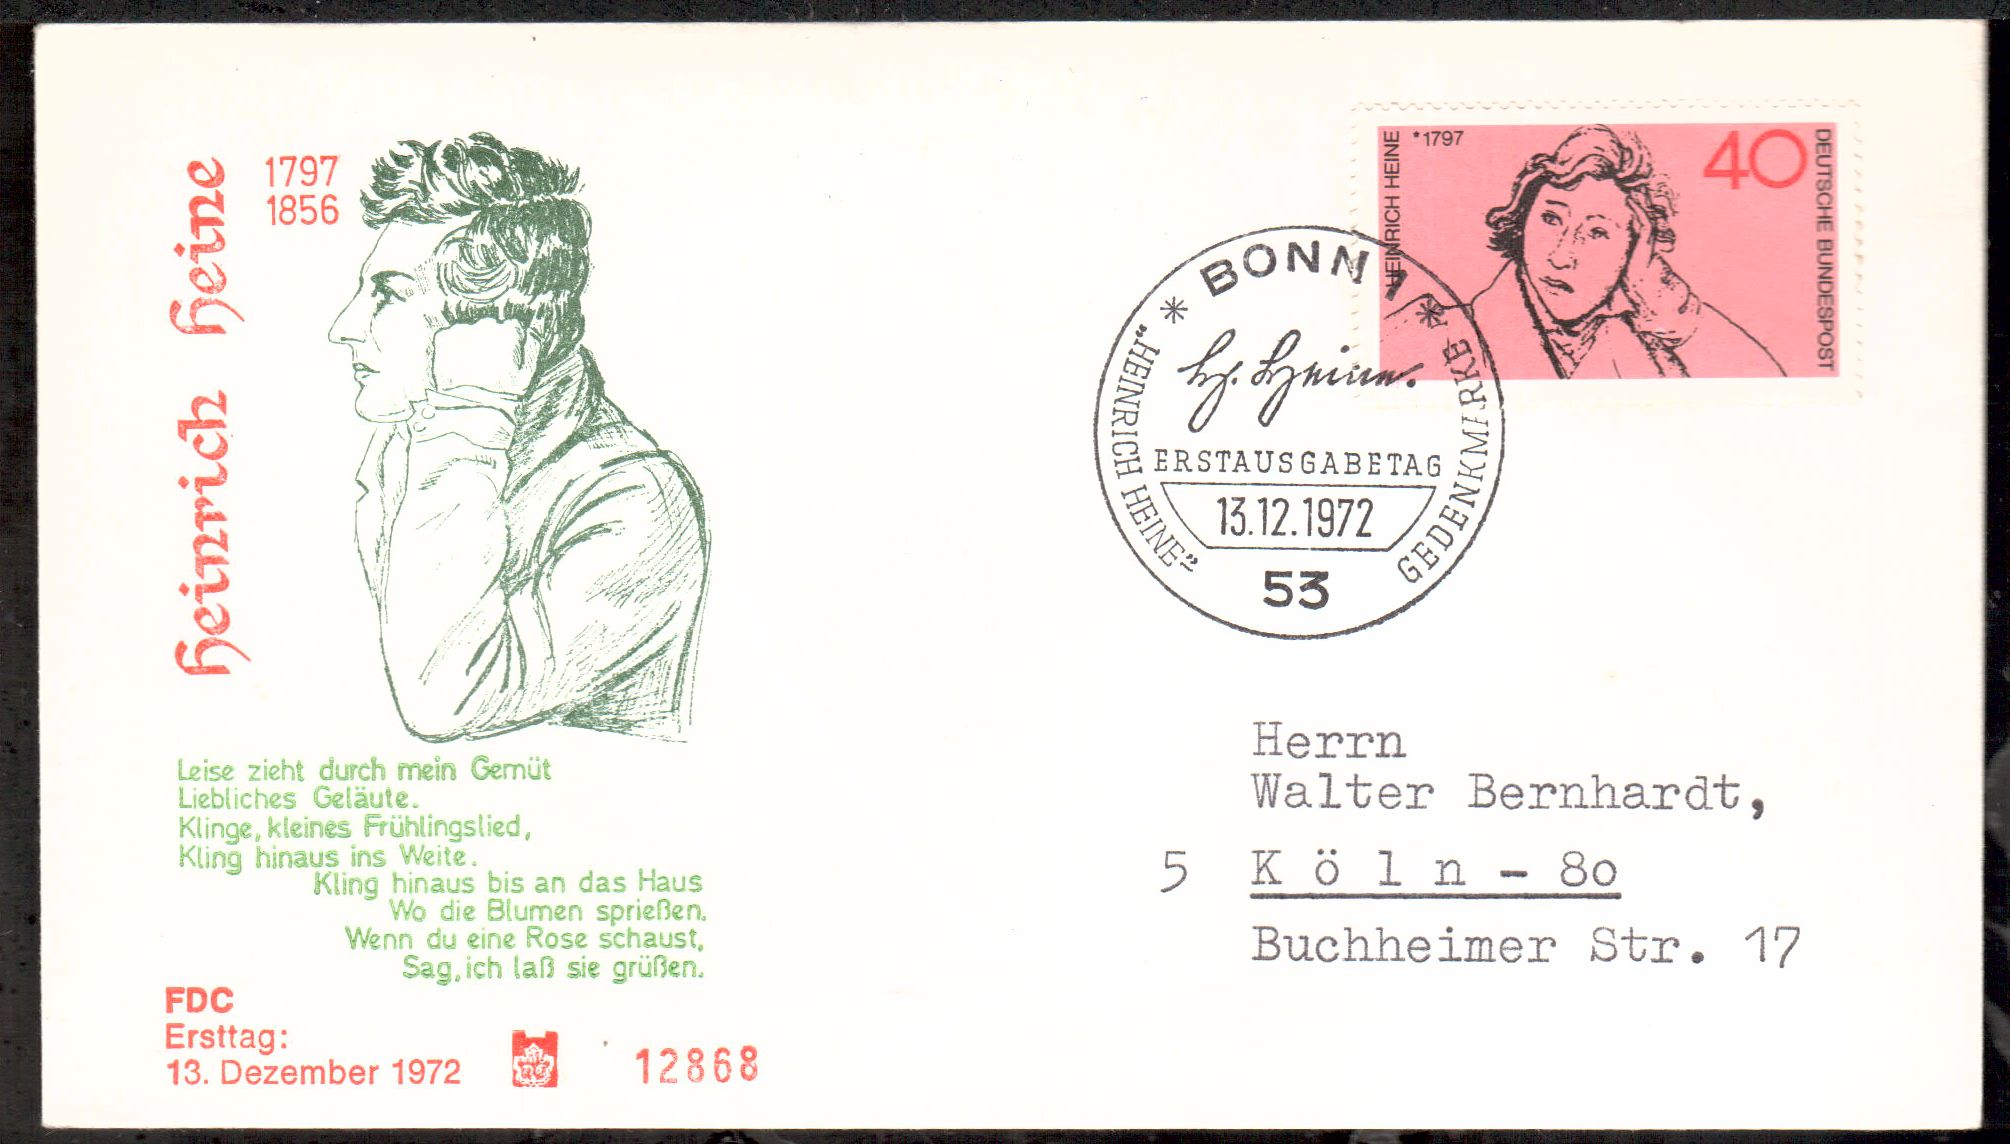 Heinrich Heine
1797
1856
Leise zieht durch mein Gemüt
Liebliches Geläute.
Klinge, kleines Frühlingslied,
Kling hinaus ins Weite.
Kling hinaus bis an das Haus
Wo die Blumen sprießen.
Wenn du eine Rose schaust,
Sag, ich laß sie grüßen.
FDC
Ersttag:
13. Dezember 1972
12868
HEINRICH HEINE
*1797
40
DEUTSCHE BUNDESPOST
* BONN 1 *
"HEINRICH HEINE"
GEDENKMARKE
H. Heine.
ERSTAUSGABETAG
13.12.1972
53
Herrn
Walter Bernhardt,
5 Köln - 80
Buchheimer Str. 17